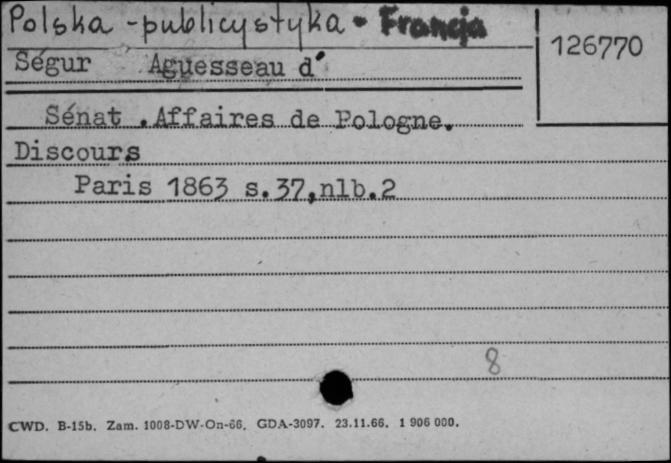 Polska - publicystyka - Francja
126770
Ségur Aguesseau d'
Sénat . Affaires de Pologne.
Discours
Paris 1863 s.37,nlb.2
8
CWD. B-15b. Zam. 1008-DW-On-66. GDA-3097. 23.11.66. 1 906 000.